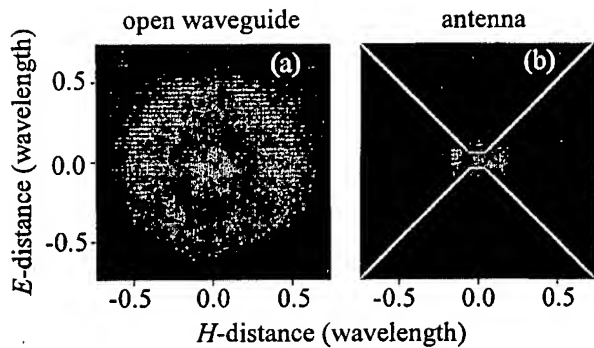 open waveguide antenna
(a) (b)
E-distance (wavelength)
0.5
0.0
-0.5
-0.5 0.0 0.5 -0.5 0.0 0.5
H-distance (wavelength)